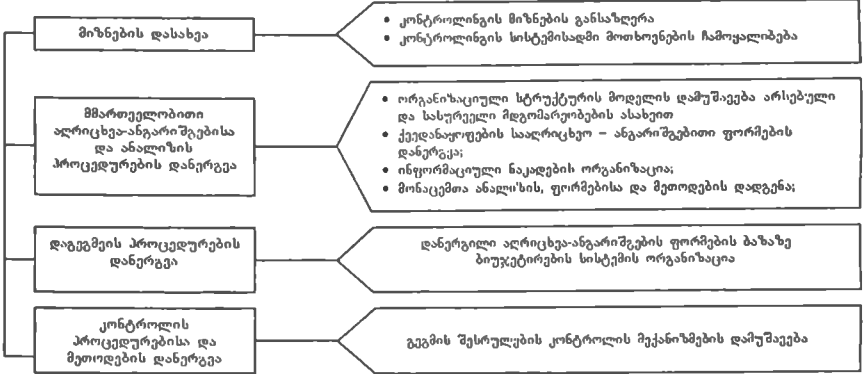 მიზნების დასახვა
• კონტროლინგის მიზნების განსაზღვრა
• კონტროლინგის სისტემისადმი მოთხოვნების ჩამოყალიბება
მმართველობითი
აღრიცხვა-ანგარიშგებისა
და ანალიზის
პროცედურების დანერგვა
• ორგანიზაციული სტრუქტურის მოდელის დამუშავება არსებული
და სასურველი მდგომარეობების ასახვით
• ქვედანაყოფების სააღრიცხვო – ანგარიშგებითი ფორმების
დანერგვა;
• ინფორმაციული ნაკადების ორგანიზაცია;
• მონაცემთა ანალიზის, ფორმებისა და მეთოდების დადგენა;
დაგეგმვის პროცედურების
დანერგვა
დანერგილი აღრიცხვა-ანგარიშგების ფორმების ბაზაზე
ბიუჯეტირების სისტემის ორგანიზაცია
კონტროლის
პროცედურებისა და
მეთოდების დანერგვა
გეგმის შესრულების კონტროლის მექანიზმების დამუშავება